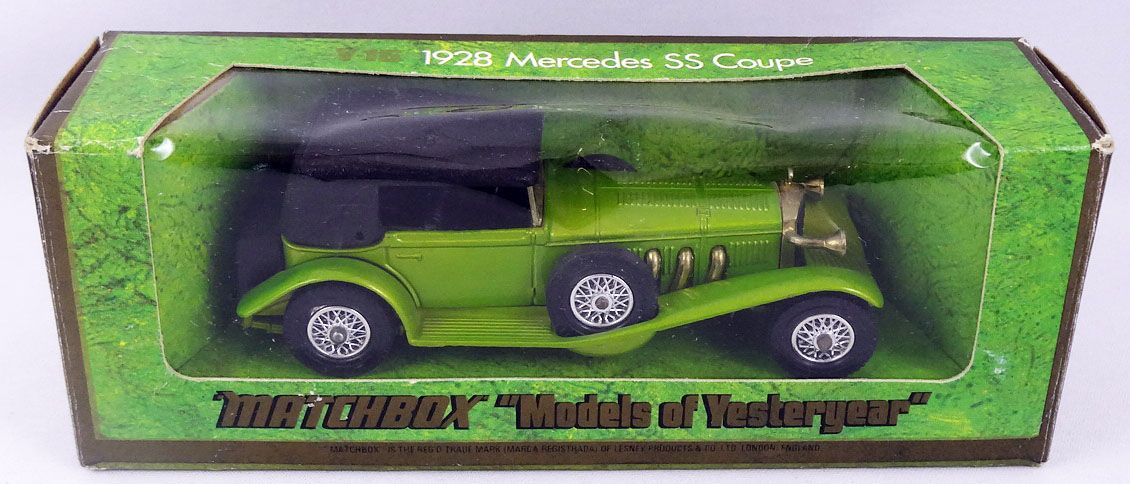 Y-16 1928 Mercedes SS Coupe
MATCHBOX "Models of Yesteryear"
MATCHBOX IS THE REG'D TRADE MARK (MARCA REGISTRADA) OF LESNEY PRODUCTS & CO. LTD. LONDON, ENGLAND.